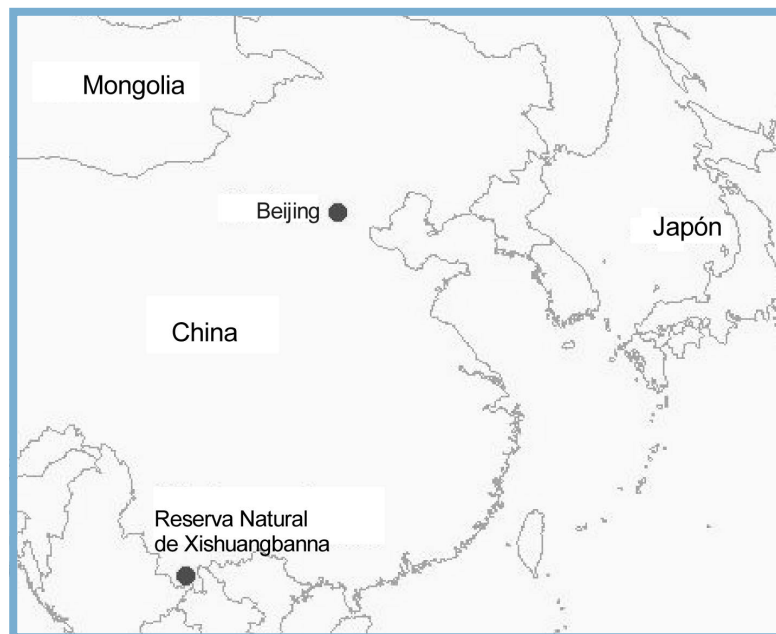 Mongolia
Beijing
Japón
China
Reserva Natural
de Xishuangbanna